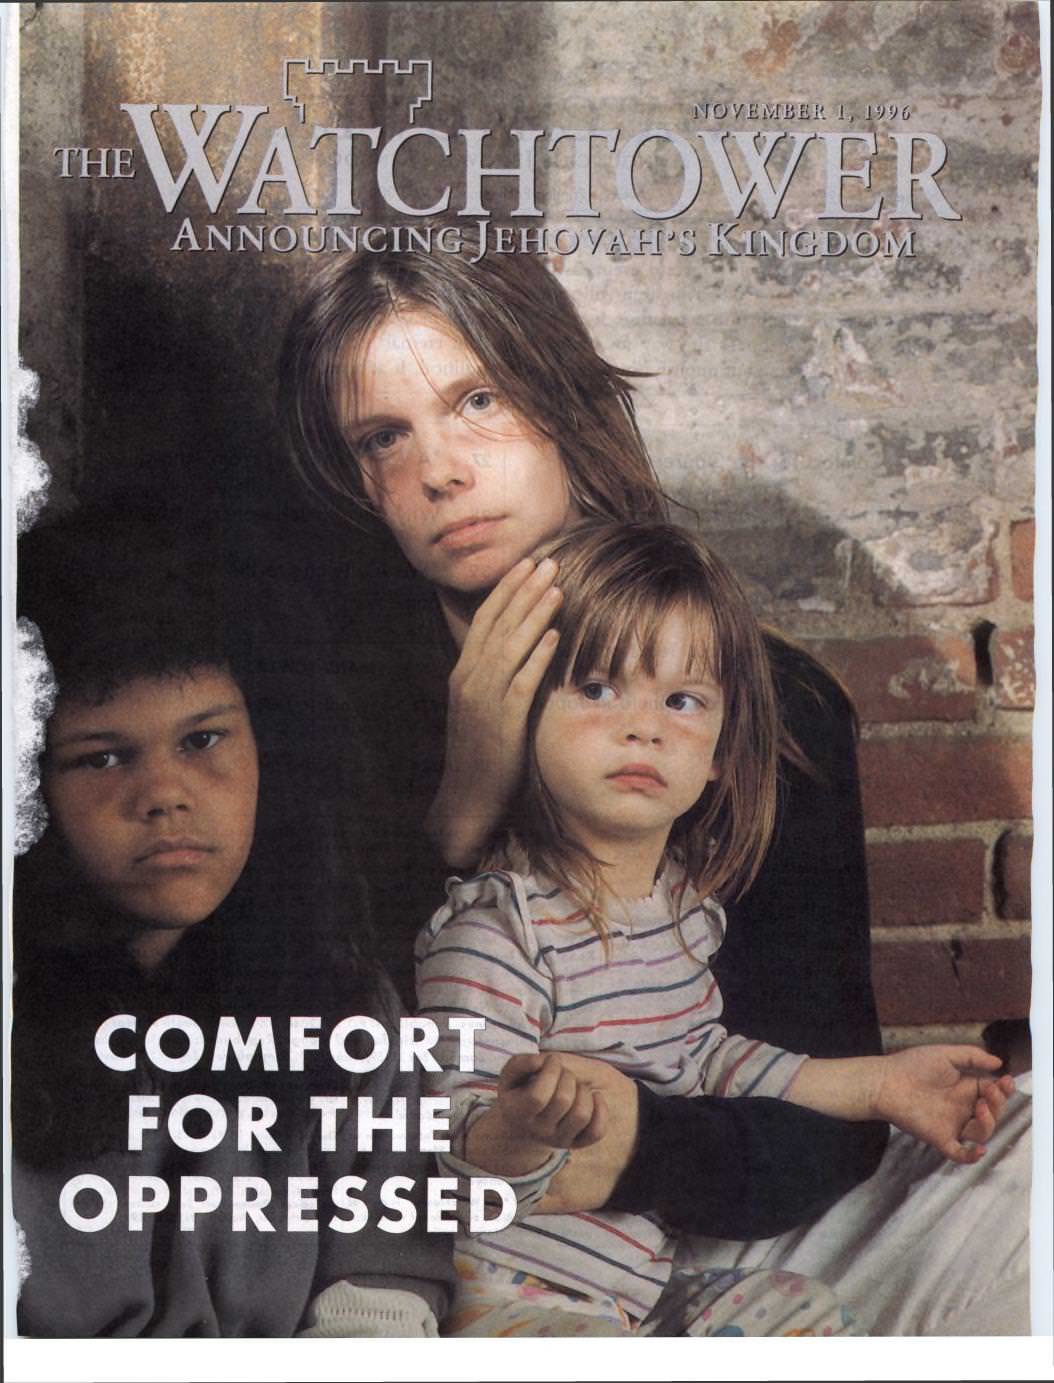 NOVEMBER 1, 1996
THE WATCHTOWER
ANNOUNCING JEHOVAH'S KINGDOM
COMFORT
FOR THE
OPPRESSED